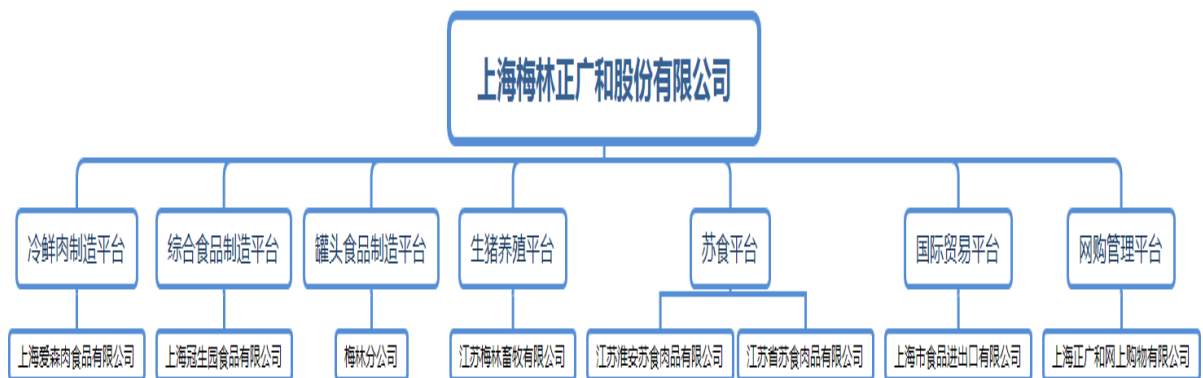 上海梅林正广和股份有限公司
冷鲜肉制造平台
综合食品制造平台
罐头食品制造平台
生猪养殖平台
苏食平台
国际贸易平台
网购管理平台
上海爱森肉食品有限公司
上海冠生园食品有限公司
梅林分公司
江苏梅林畜牧有限公司
江苏淮安苏食肉品有限公司
江苏省苏食肉品有限公司
上海市食品进出口有限公司
上海正广和网上购物有限公司